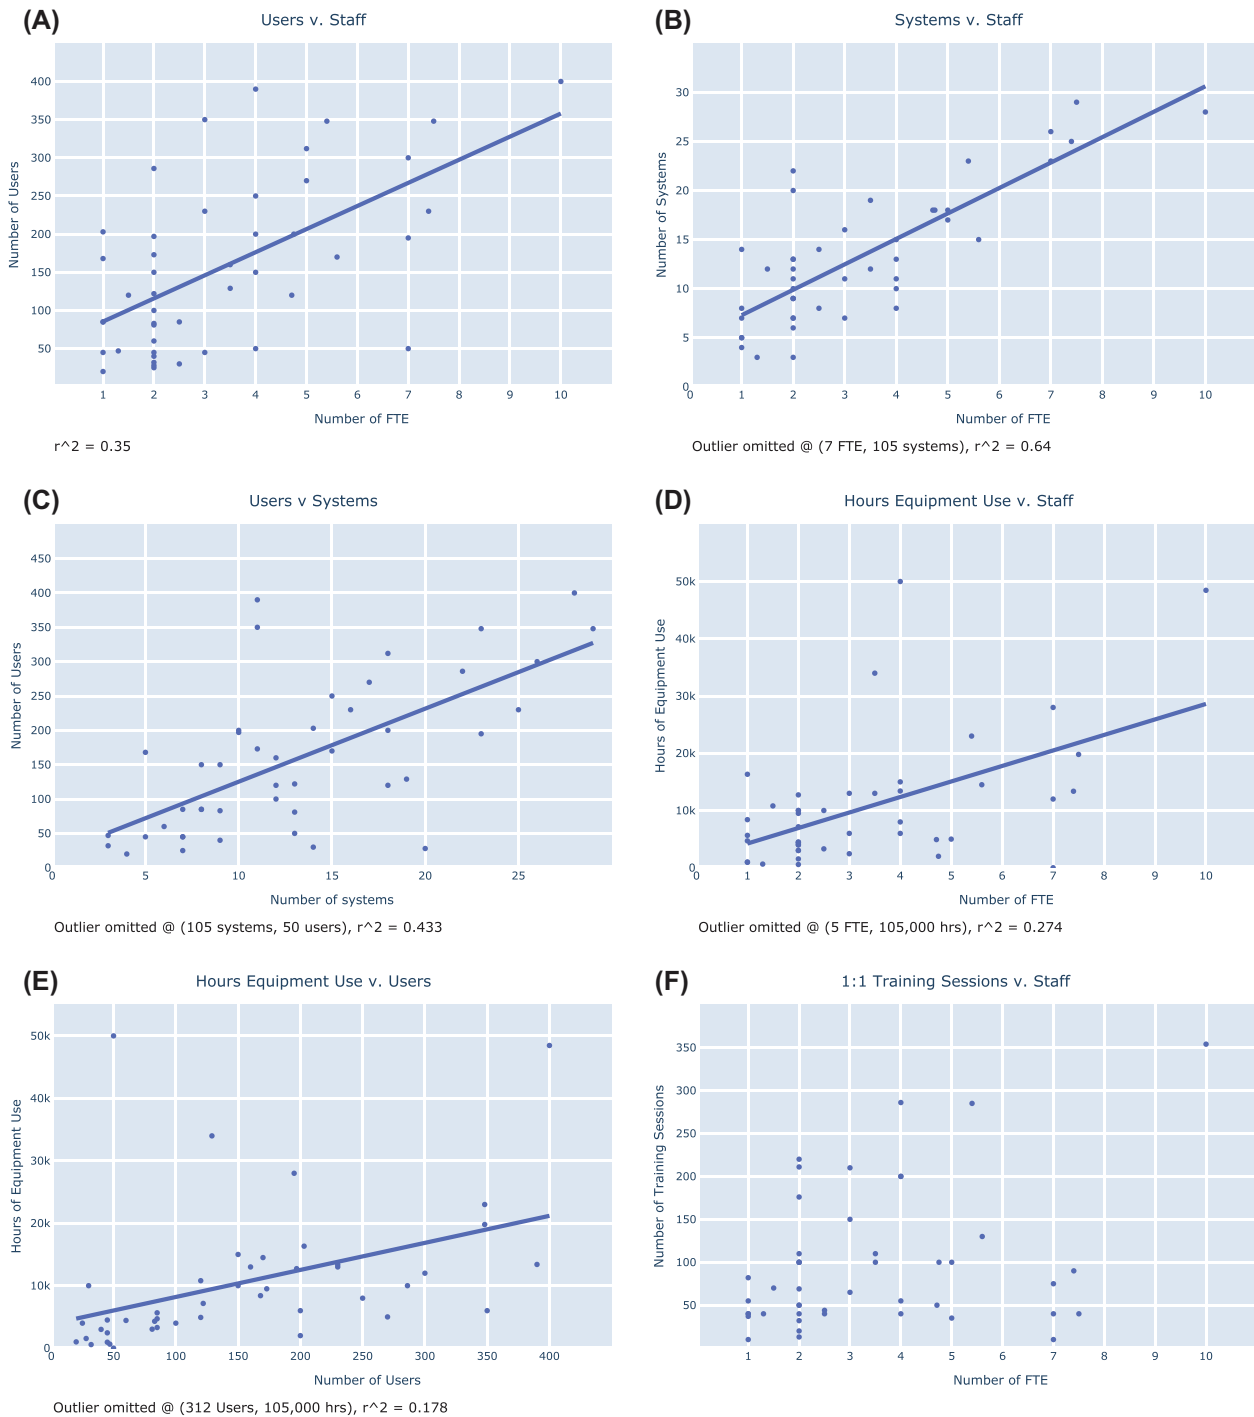 (A)
Users v. Staff
Number of Users
400
350
300
250
200
150
100
50
1 2 3 4 5 6 7 8 9 10
Number of FTE
r^2 = 0.35
(B)
Systems v. Staff
Number of Systems
30
25
20
15
10
5
0
0 1 2 3 4 5 6 7 8 9 10
Number of FTE
Outlier omitted @ (7 FTE, 105 systems), r^2 = 0.64
(C)
Users v Systems
Number of Users
450
400
350
300
250
200
150
100
50
0
0 5 10 15 20 25
Number of systems
Outlier omitted @ (105 systems, 50 users), r^2 = 0.433
(D)
Hours Equipment Use v. Staff
Hours of Equipment Use
50k
40k
30k
20k
10k
0
0 1 2 3 4 5 6 7 8 9 10
Number of FTE
Outlier omitted @ (5 FTE, 105,000 hrs), r^2 = 0.274
(E)
Hours Equipment Use v. Users
Hours of Equipment Use
50k
40k
30k
20k
10k
0
0 50 100 150 200 250 300 350 400
Number of Users
Outlier omitted @ (312 Users, 105,000 hrs), r^2 = 0.178
(F)
1:1 Training Sessions v. Staff
Number of Training Sessions
350
300
250
200
150
100
50
1 2 3 4 5 6 7 8 9 10
Number of FTE